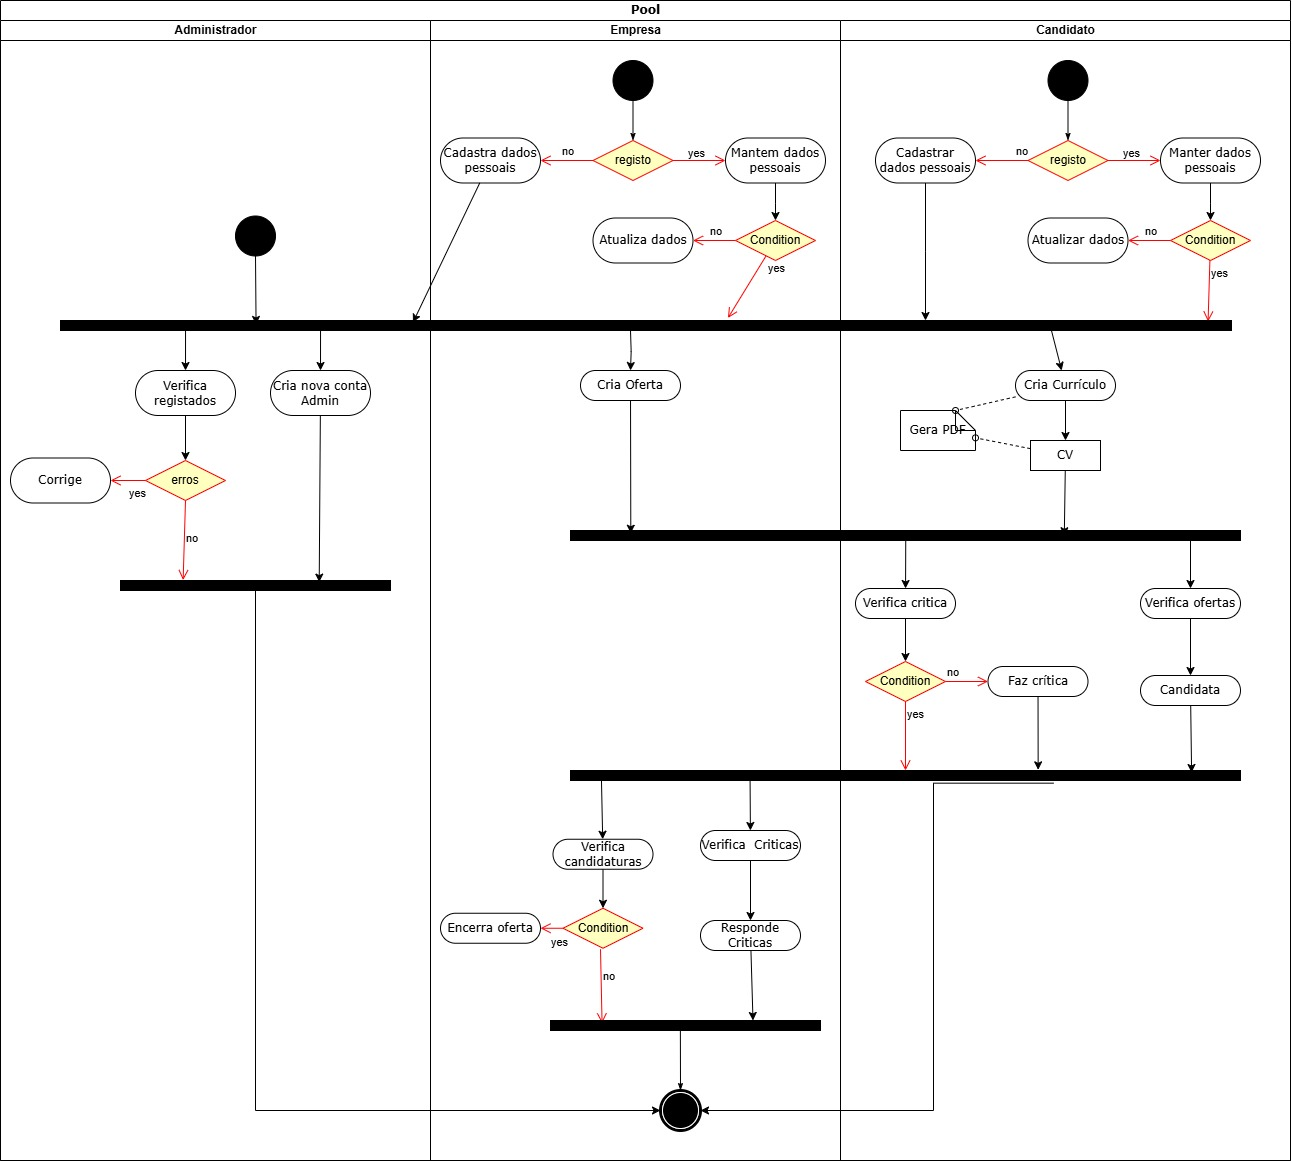 Pool
Administrador
Empresa
Candidato
Cadastra dados
pessoais
no
registo
yes
Mantem dados
pessoais
Cadastrar
dados pessoais
no
registo
yes
Manter dados
pessoais
Atualiza dados
no
Condition
yes
Atualizar dados
no
Condition
yes
Verifica
registados
Cria nova conta
Admin
Cria Oferta
Cria Currículo
Gera PDF
CV
Corrige
yes
erros
no
Verifica critica
Verifica ofertas
Condition
no
Faz crítica
yes
Candidata
Verifica
candidaturas
Verifica  Criticas
Encerra oferta
yes
Condition
no
Responde
Criticas